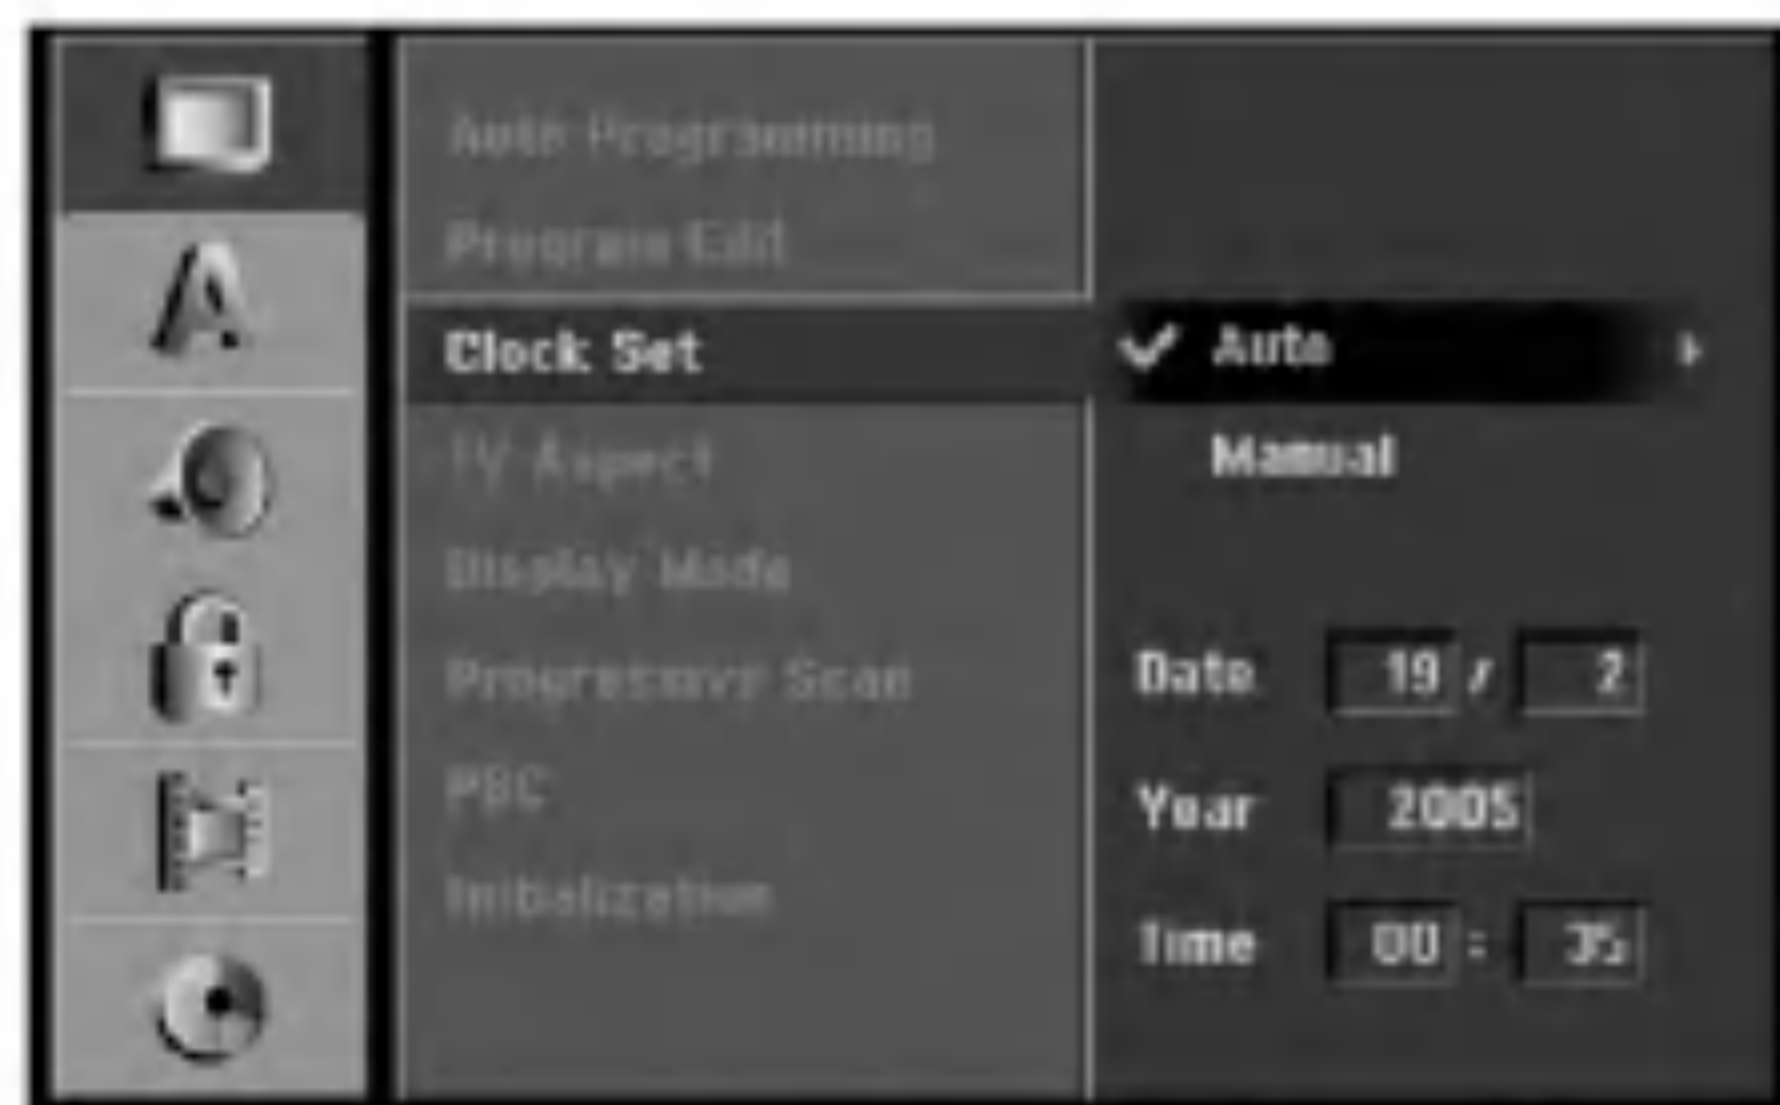 Auto Programming
Program Edit
Clock Set
TV Aspect
Display Mode
Progressive Scan
PBC
Initialization
Auto
Manual
Date 19 / 2
Year 2005
Time 00 : 35